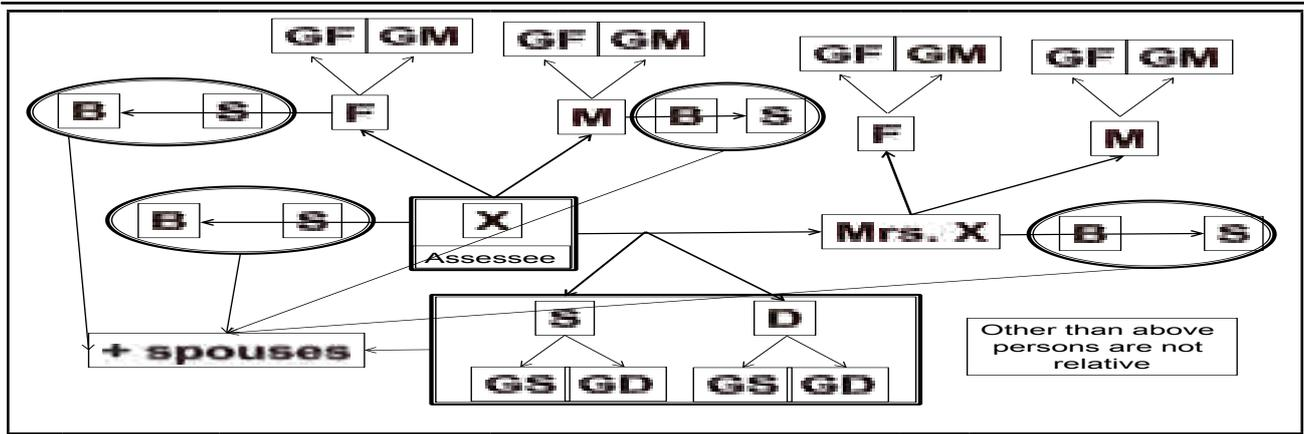 GF GM GF GM GF GM GF GM
B S F M B S F M
B S X Mrs. X B S
Assessee
S D
+ spouses
GS GD GS GD
Other than above
persons are not
relative